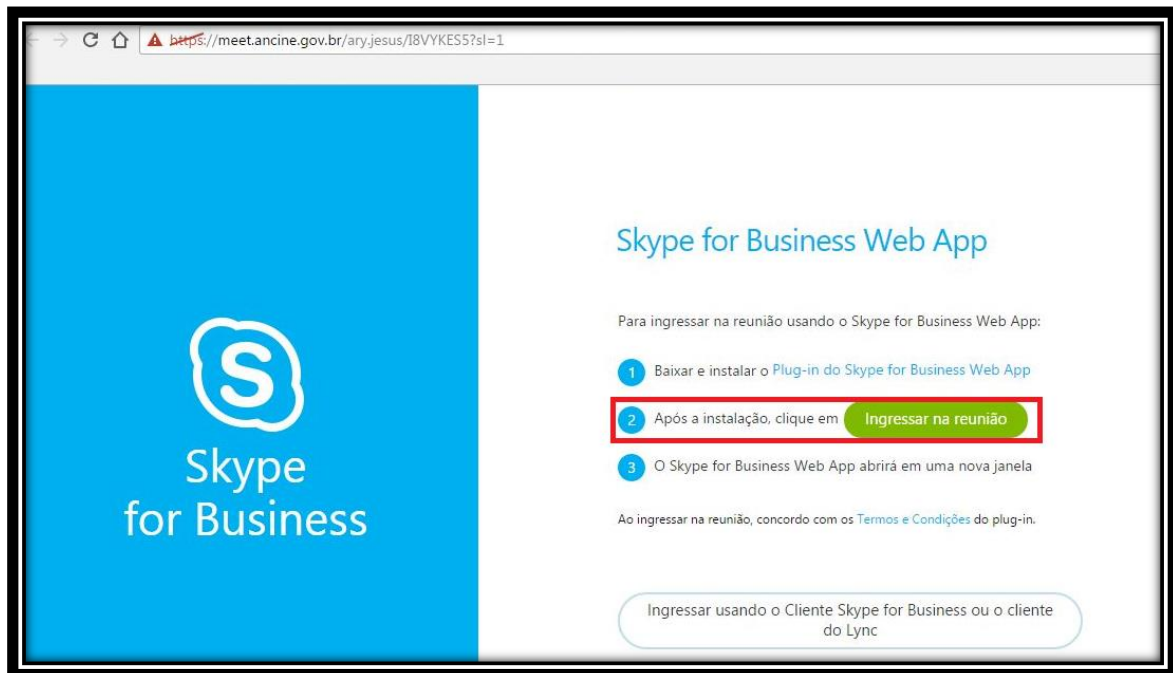 https://meet.ancine.gov.br/ary.jesus/I8VYKES5?sl=1
Skype for Business Web App
Para ingressar na reunião usando o Skype for Business Web App:
1 Baixar e instalar o Plug-in do Skype for Business Web App
2 Após a instalação, clique em Ingressar na reunião
3 O Skype for Business Web App abrirá em uma nova janela
Ao ingressar na reunião, concordo com os Termos e Condições do plug-in.
Ingressar usando o Cliente Skype for Business ou o cliente
do Lync
S
Skype
for Business